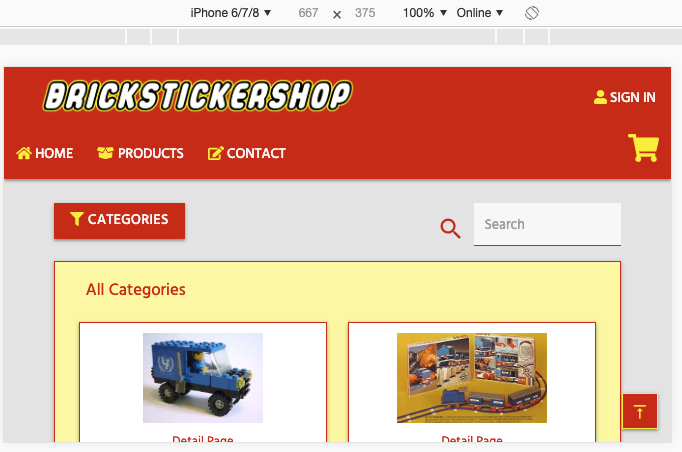 iPhone 6/7/8 ▼ 667 × 375 100% ▼ Online ▼
BRICKSTICKERSHOP
SIGN IN
HOME PRODUCTS CONTACT
CATEGORIES
Search
All Categories
Detail Page Detail Page